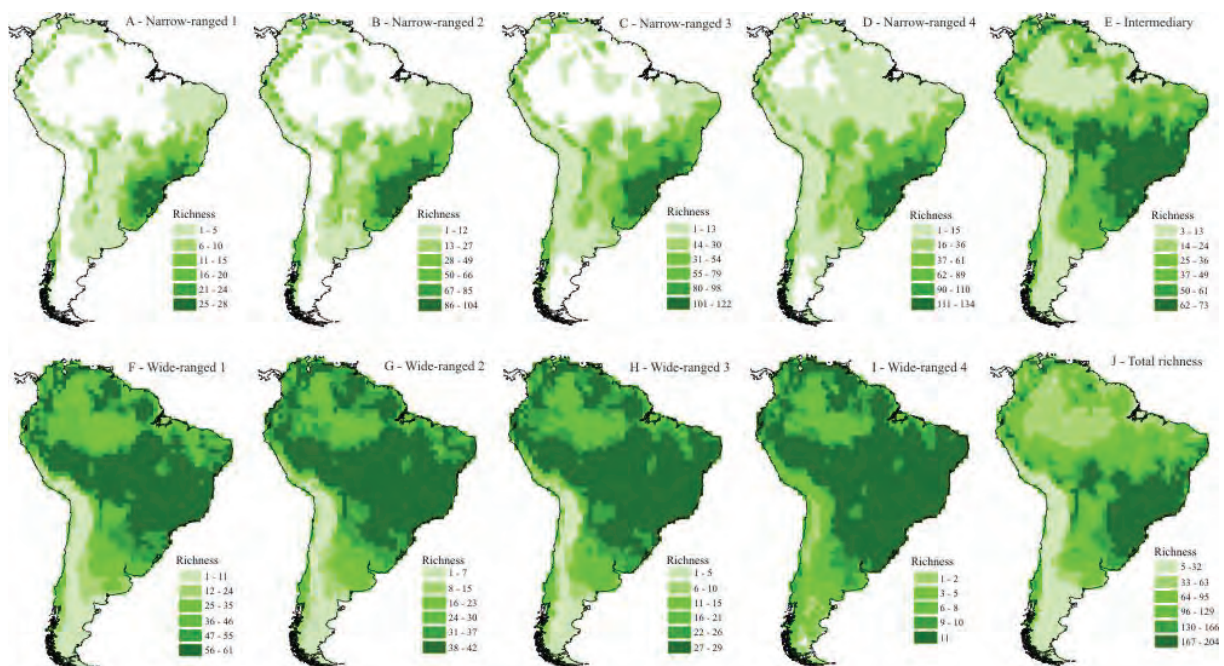 A - Narrow-ranged 1
B - Narrow-ranged 2
C - Narrow-ranged 3
D - Narrow-ranged 4
E - Intermediary
Richness
1 - 5
6 - 10
11 - 15
16 - 20
21 - 24
25 - 28
Richness
1 - 12
13 - 27
28 - 49
50 - 66
67 - 85
86 - 104
Richness
1 - 13
14 - 30
31 - 54
55 - 79
80 - 98
101 - 122
Richness
1 - 15
16 - 36
37 - 61
62 - 89
90 - 110
111 - 134
Richness
3 - 13
14 - 24
25 - 36
37 - 49
50 - 61
62 - 73
F - Wide-ranged 1
G - Wide-ranged 2
H - Wide-ranged 3
I - Wide-ranged 4
J - Total richness
Richness
1 - 11
12 - 24
25 - 35
36 - 46
47 - 55
56 - 61
Richness
1 - 7
8 - 15
16 - 23
24 - 30
31 - 37
38 - 42
Richness
1 - 5
6 - 10
11 - 15
16 - 21
22 - 26
27 - 29
Richness
1 - 2
3 - 5
6 - 8
9 - 10
11
Richness
5 - 32
33 - 63
64 - 95
96 - 129
130 - 166
167 - 204